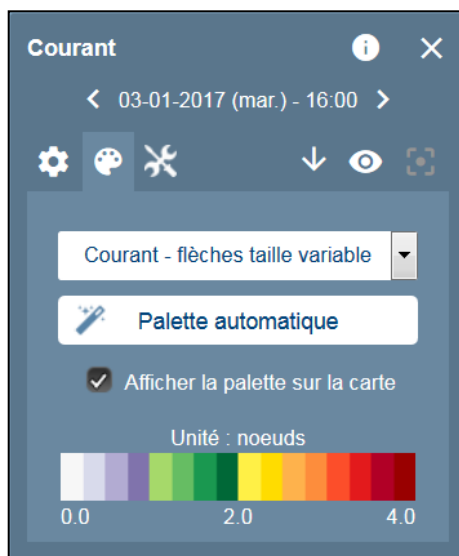 Courant
03-01-2017 (mar.) - 16:00
Courant - flèches taille variable
Palette automatique
Afficher la palette sur la carte
Unité : noeuds
0.0 2.0 4.0